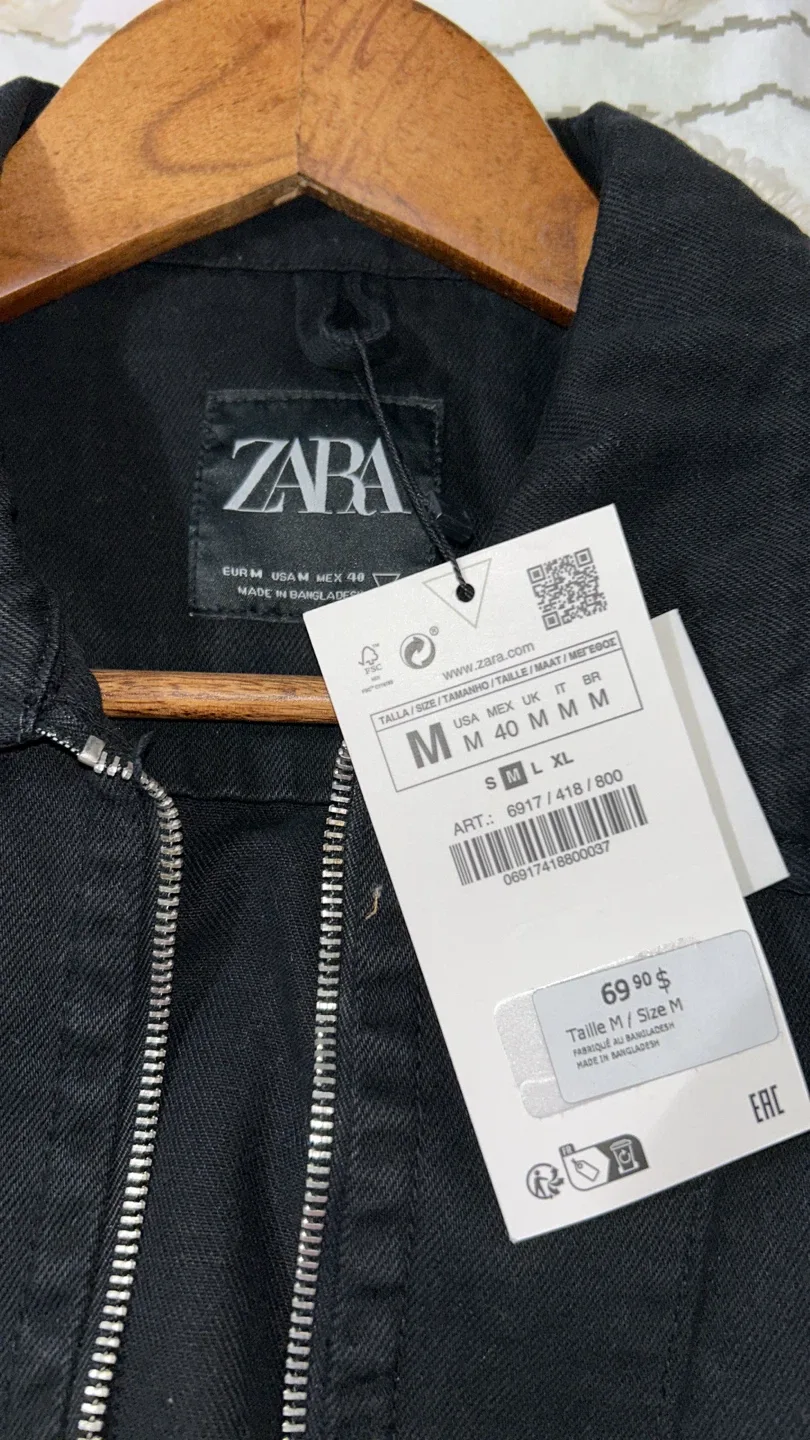 ZARA
EUR M USA M MEX 40
MADE IN BANGLADESH
FSC
www.zara.com
TALLA / SIZE / TAMANHO / TAILLE / MAAT / ΜΕΓΕΘΟΣ
M
USA MEX UK IT BR
M 40 M M M
S M L XL
ART.: 6917 / 418 / 800
06917418800037
69 90 $
Taille M / Size M
FABRIQUÉ AU BANGLADESH
MADE IN BANGLADESH
EAC
FR